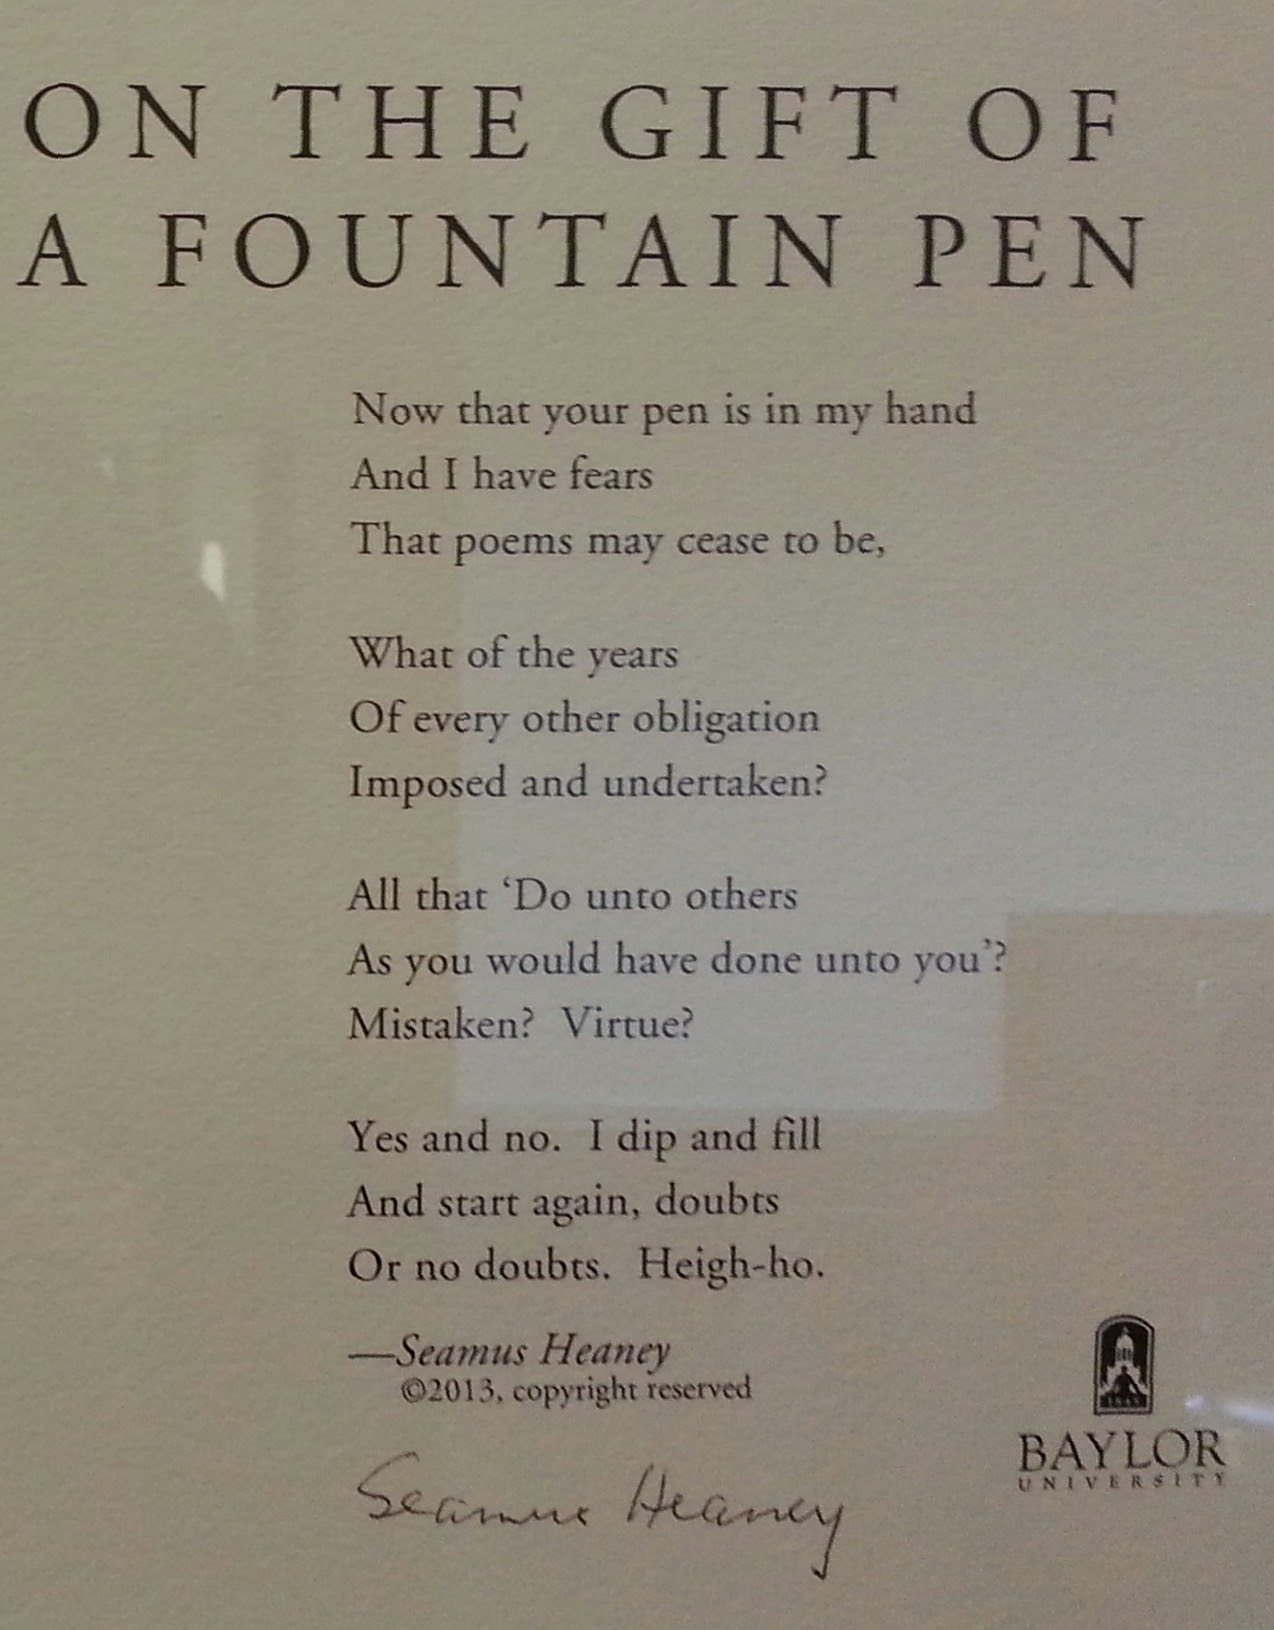 ON THE GIFT OF
A FOUNTAIN PEN
Now that your pen is in my hand
And I have fears
That poems may cease to be,
What of the years
Of every other obligation
Imposed and undertaken?
All that ‘Do unto others
As you would have done unto you’?
Mistaken?  Virtue?
Yes and no.  I dip and fill
And start again, doubts
Or no doubts.  Heigh-ho.
—Seamus Heaney
©2013, copyright reserved
Seamus Heaney
BAYLOR
UNIVERSITY